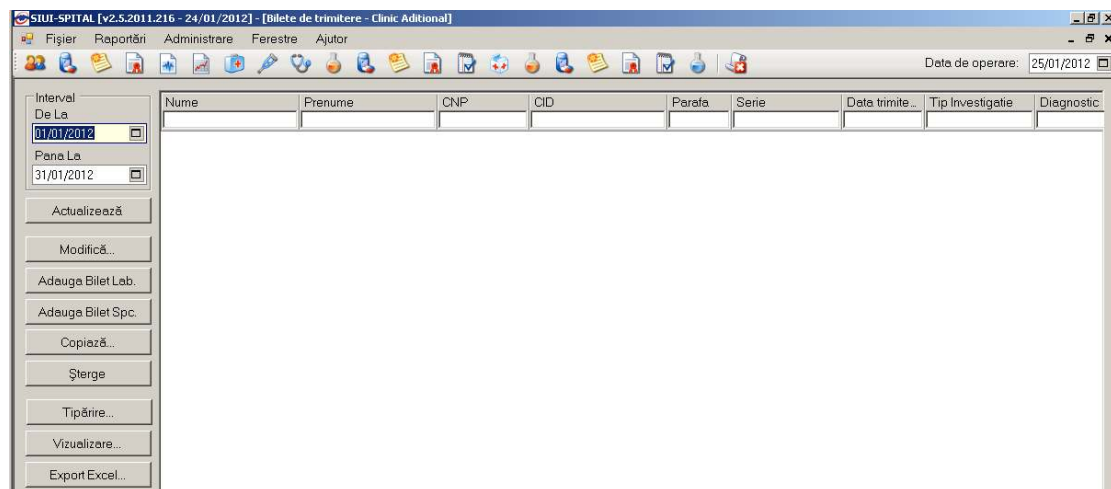 SIUI-SPITAL [v2.5.2011.216 - 24/01/2012] - [Bilete de trimitere - Clinic Aditional]
Fișier Raportări Administrare Ferestre Ajutor
Data de operare: 25/01/2012
Interval
De La
01/01/2012
Pana La
31/01/2012
Nume Prenume CNP CID Parafa Serie Data trimite... Tip Investigatie Diagnostic
Actualizează
Modifică...
Adauga Bilet Lab.
Adauga Bilet Spc.
Copiază...
Șterge
Tipărire...
Vizualizare...
Export Excel...